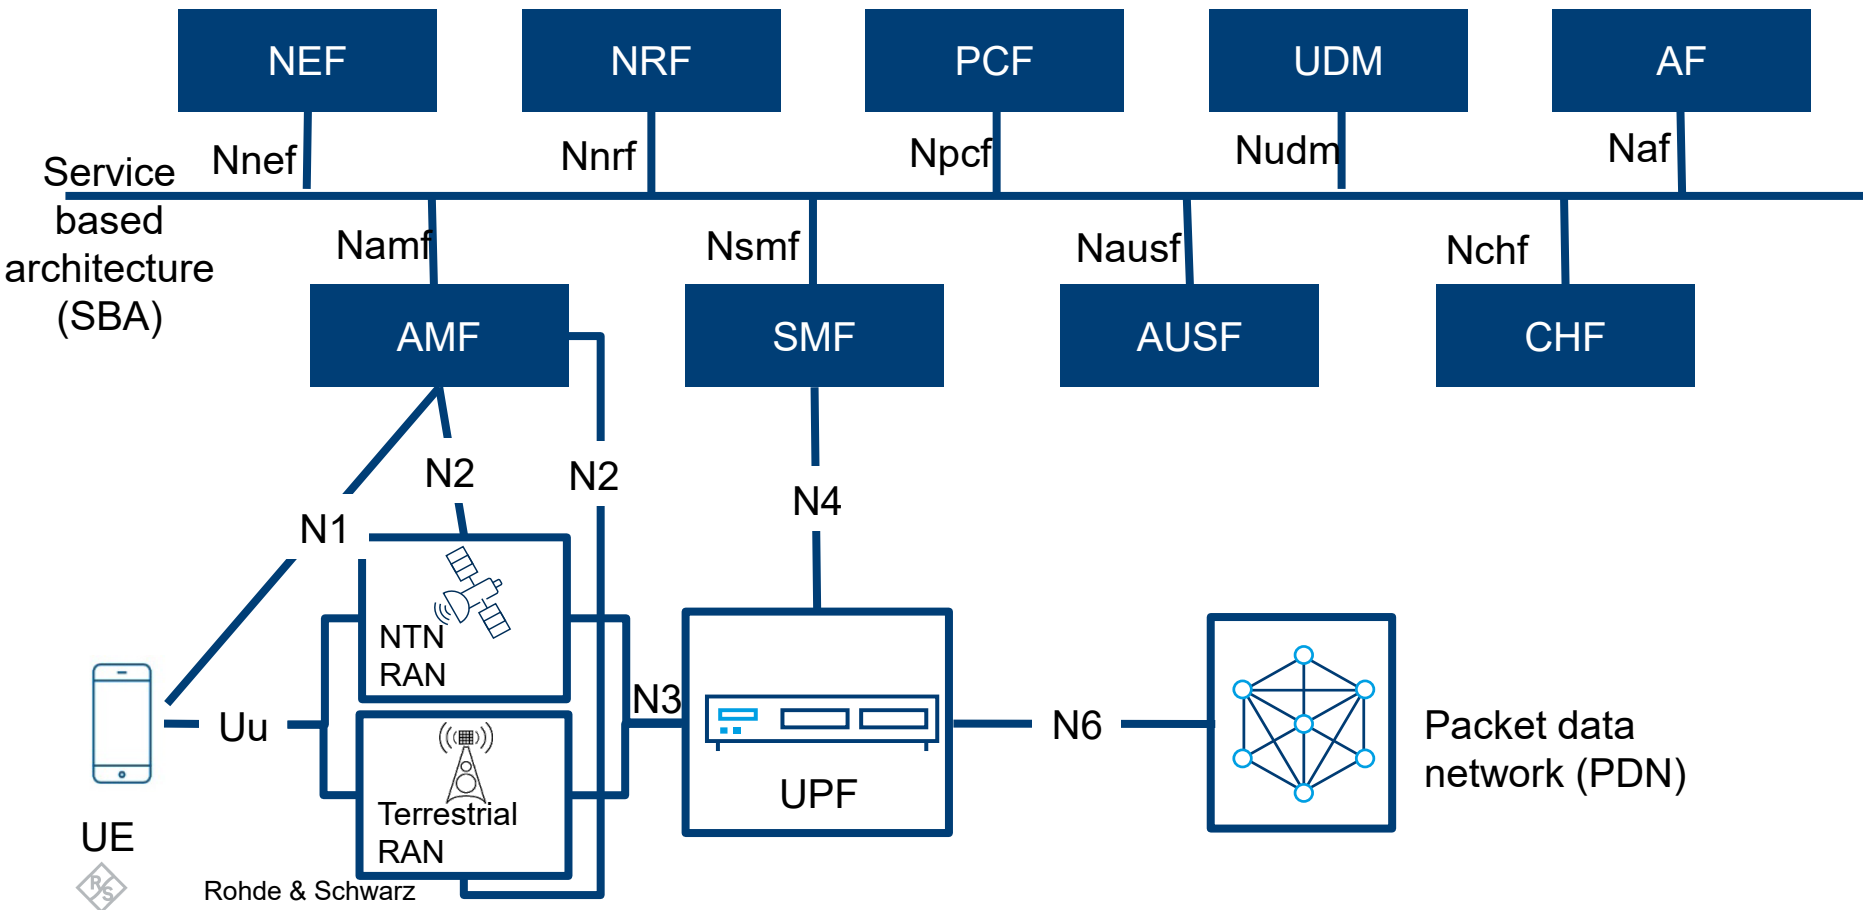 NEF
NRF
PCF
UDM
AF
Nnef
Nnrf
Npcf
Nudm
Naf
Service
based
architecture
(SBA)
Namf
Nsmf
Nausf
Nchf
AMF
SMF
AUSF
CHF
N1
N2
N2
N4
NTN
RAN
Uu
N3
N6
Terrestrial
RAN
UPF
Packet data
network (PDN)
UE
R&S
Rohde & Schwarz